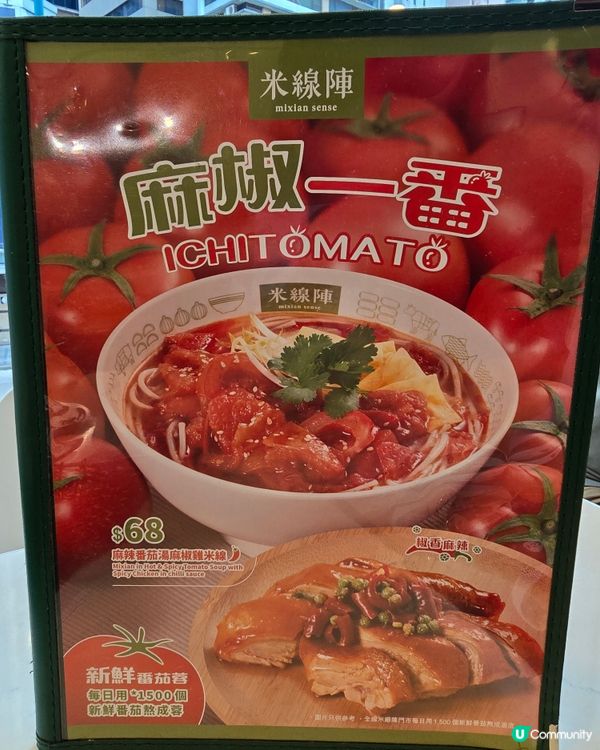 米線陣
mixian sense
麻椒一番
ICHITOMATO
米線陣
mixian sense
$68
麻辣番茄湯麻椒雞米線
Mixian in Hot & Spicy Tomato Soup with
Spicy Chicken in chilli sauce
椒香麻辣
新鮮番茄蓉
每日用*1500個
新鮮番茄熬成蓉
U Community